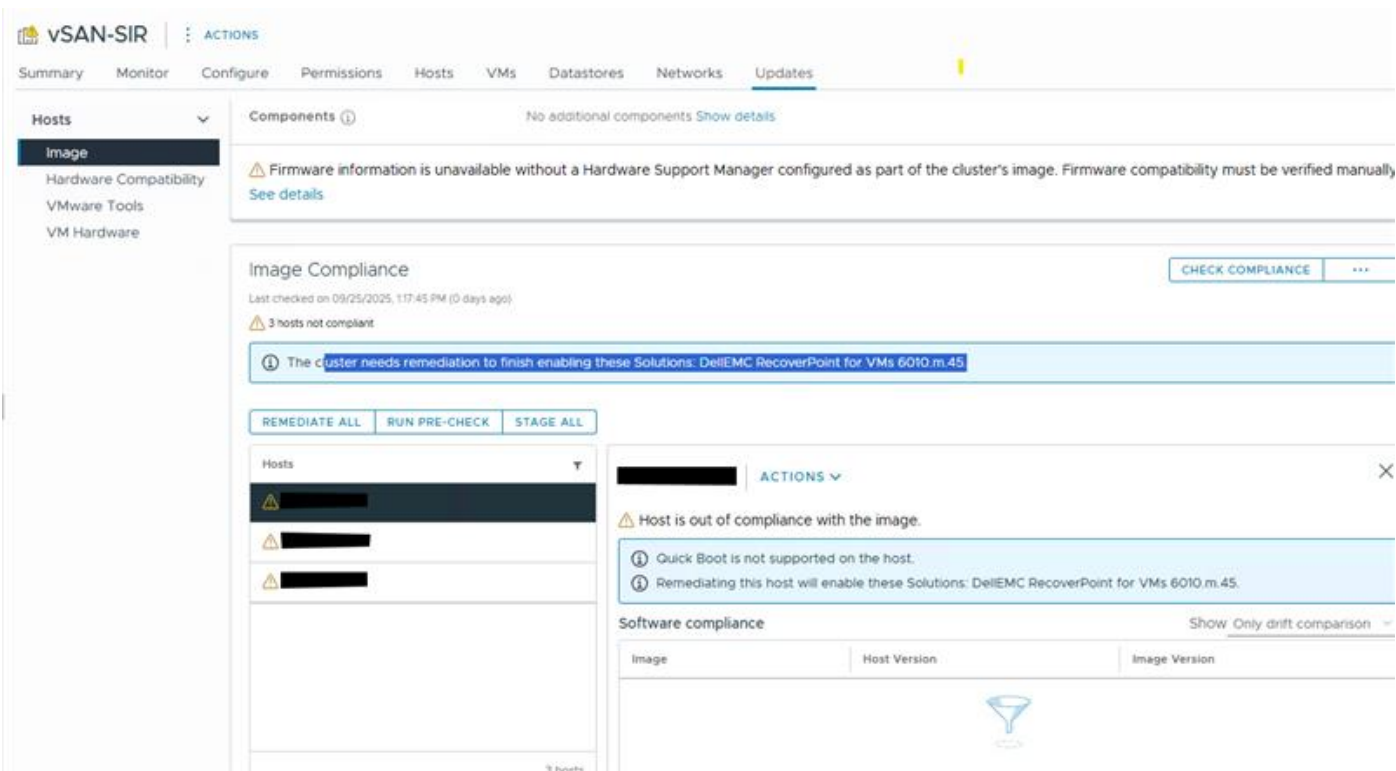 vSAN-SIR ACTIONS
Summary Monitor Configure Permissions Hosts VMs Datastores Networks Updates
Hosts
Image
Hardware Compatibility
VMware Tools
VM Hardware
Components No additional components Show details
Firmware information is unavailable without a Hardware Support Manager configured as part of the cluster's image. Firmware compatibility must be verified manually
See details
Image Compliance
CHECK COMPLIANCE ...
Last checked on 09/25/2025, 1:17:45 PM (0 days ago)
3 hosts not compliant
The cluster needs remediation to finish enabling these Solutions: DellEMC RecoverPoint for VMs 6010.m.45.
REMEDIATE ALL RUN PRE-CHECK STAGE ALL
Hosts
3 hosts
ACTIONS
Host is out of compliance with the image.
Quick Boot is not supported on the host.
Remediating this host will enable these Solutions: DellEMC RecoverPoint for VMs 6010.m.45.
Software compliance Show Only drift comparison
Image Host Version Image Version